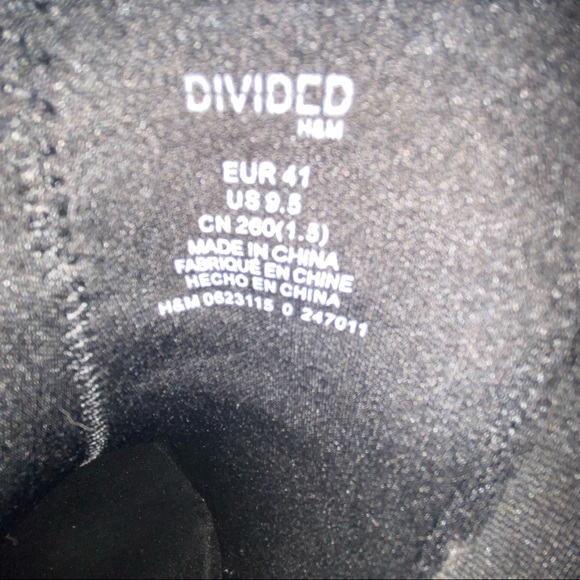 DIVIDED
H&M
EUR 41
US 9.5
CN 260(1.5)
MADE IN CHINA
FABRIQUÉ EN CHINE
HECHO EN CHINA
H&M 0623115 0 247011